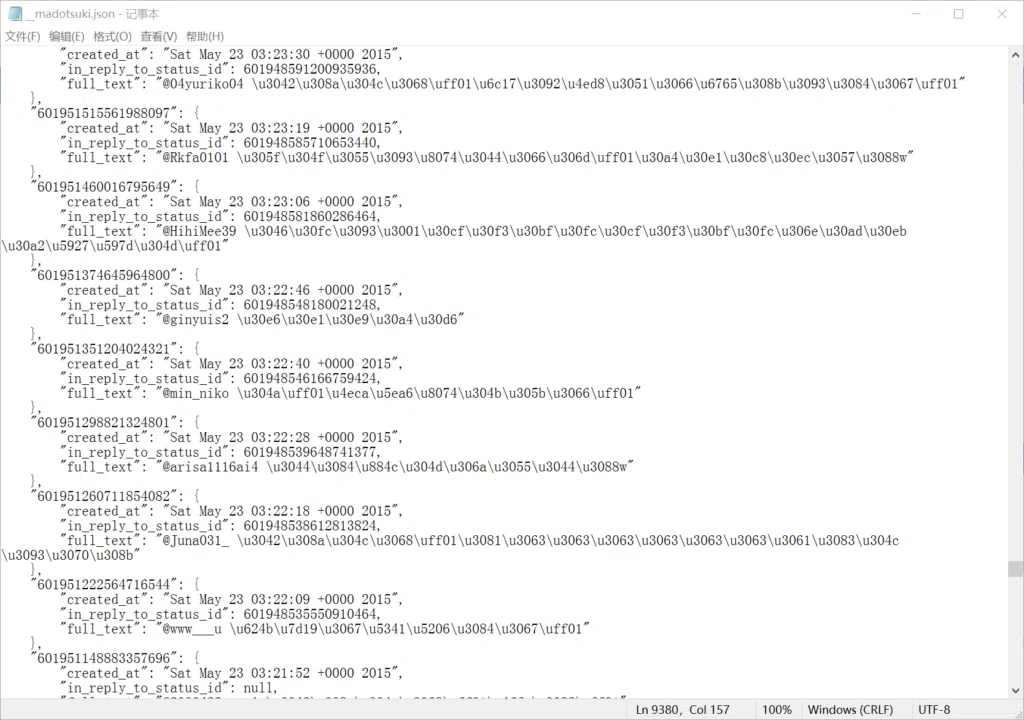 __madotsuki.json - 记事本
文件(F) 编辑(E) 格式(O) 查看(V) 帮助(H)
"created_at": "Sat May 23 03:23:30 +0000 2015",
"in_reply_to_status_id": 601948591200935936,
"full_text": "@04yuriko04 \u3042\u308a\u304c\u3068\uff01\u6c17\u3092\u4ed8\u3051\u3066\u6765\u308b\u3093\u3084\u3067\uff01"
},
"601951515561988097": {
"created_at": "Sat May 23 03:23:19 +0000 2015",
"in_reply_to_status_id": 601948585710653440,
"full_text": "@Rkfa0101 \u305f\u304f\u3055\u3093\u8074\u3044\u3066\u306d\uff01\u30a4\u30e1\u30c8\u30ec\u3057\u3088w"
},
"601951460016795649": {
"created_at": "Sat May 23 03:23:06 +0000 2015",
"in_reply_to_status_id": 601948581860286464,
"full_text": "@HihiMee39 \u3046\u30fc\u3093\u3001\u30cf\u30f3\u30bf\u30fc\u30cf\u30f3\u30bf\u30fc\u306e\u30ad\u30eb
\u30a2\u5927\u597d\u304d\uff01"
},
"601951374645964800": {
"created_at": "Sat May 23 03:22:46 +0000 2015",
"in_reply_to_status_id": 601948548180021248,
"full_text": "@ginyuis2 \u30e6\u30e1\u30e9\u30a4\u30d6"
},
"601951351204024321": {
"created_at": "Sat May 23 03:22:40 +0000 2015",
"in_reply_to_status_id": 601948546166759424,
"full_text": "@min_niko \u304a\uff01\u4eca\u5ea6\u8074\u304b\u305b\u3066\uff01"
},
"601951298821324801": {
"created_at": "Sat May 23 03:22:28 +0000 2015",
"in_reply_to_status_id": 601948539648741377,
"full_text": "@arisa1116ai4 \u3044\u3084\u884c\u304d\u306a\u3055\u3044\u3088w"
},
"601951260711854082": {
"created_at": "Sat May 23 03:22:18 +0000 2015",
"in_reply_to_status_id": 601948538612813824,
"full_text": "@Juna031_ \u3042\u308a\u304c\u3068\uff01\u3081\u3063\u3063\u3063\u3063\u3063\u3063\u3061\u3083\u304c
\u3093\u3070\u308b"
},
"601951222564716544": {
"created_at": "Sat May 23 03:22:09 +0000 2015",
"in_reply_to_status_id": 601948535550910464,
"full_text": "@www___u \u624b\u7d19\u3067\u5341\u5206\u3084\u3067\uff01"
},
"601951148883357696": {
"created_at": "Sat May 23 03:21:52 +0000 2015",
"in_reply_to_status_id": null,
Ln 9380, Col 157 100% Windows (CRLF) UTF-8